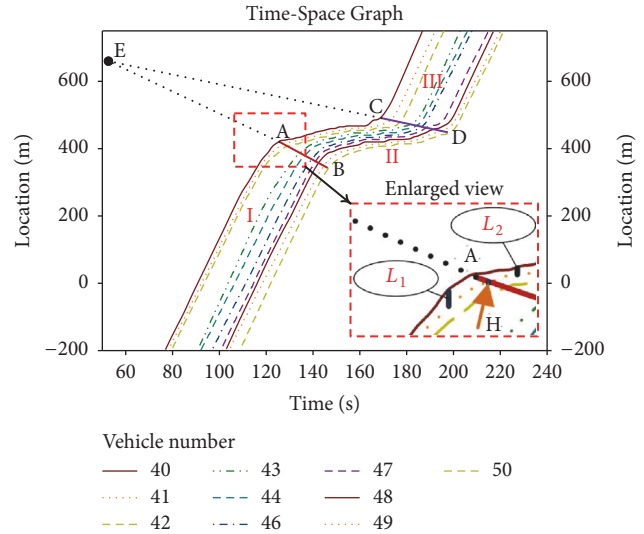 Time-Space Graph
Location (m)
600
400
200
0
−200
E
A
B
C
D
I
II
III
Enlarged view
A
L1
L2
H
600
400
200
0
−200
Location (m)
60 80 100 120 140 160 180 200 220 240
Time (s)
Vehicle number
40 43 47 50
41 44 48
42 46 49